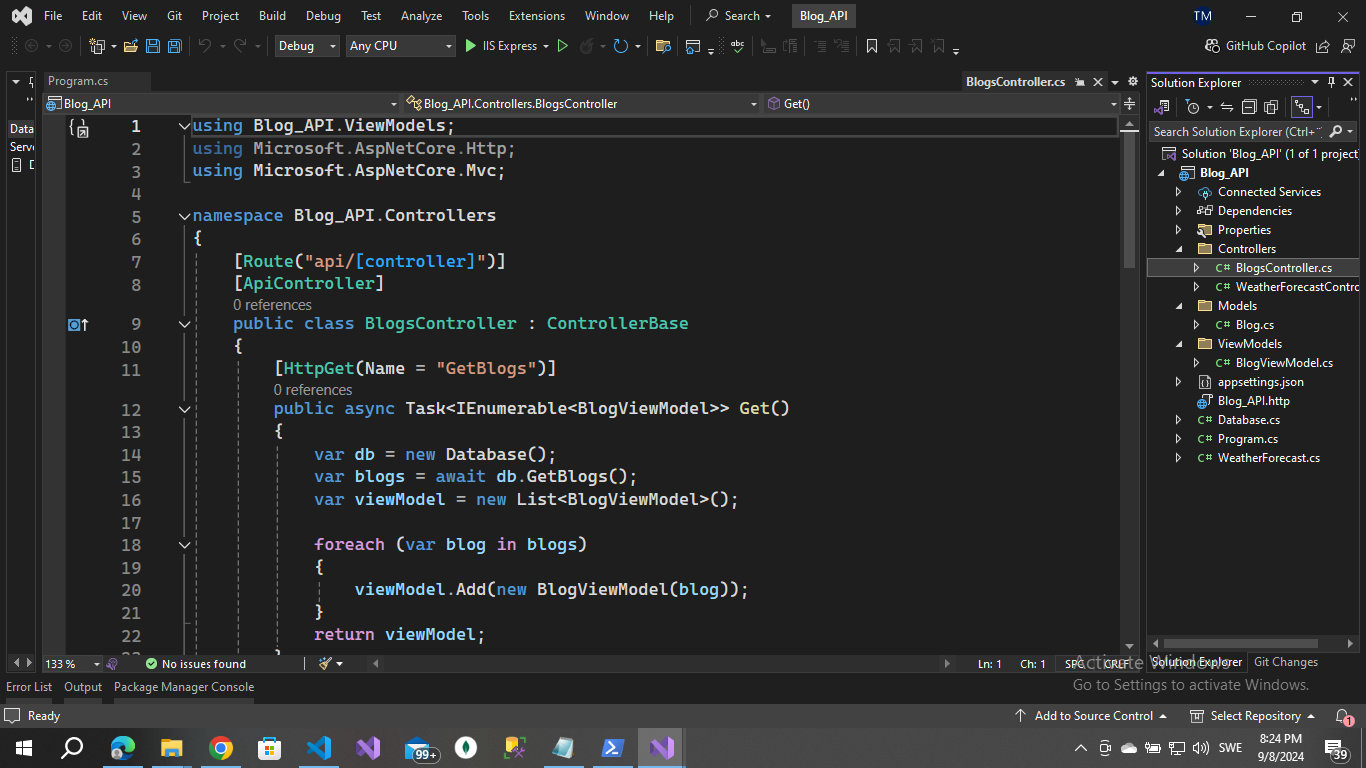 File Edit View Git Project Build Debug Test Analyze Tools Extensions Window Help Search Blog_API TM
Debug Any CPU IIS Express GitHub Copilot
Program.cs BlogsController.cs
Blog_API Blog_API.Controllers.BlogsController Get()
Data
Serv
1 using Blog_API.ViewModels;
2 using Microsoft.AspNetCore.Http;
3 using Microsoft.AspNetCore.Mvc;
4
5 namespace Blog_API.Controllers
6 {
7 [Route("api/[controller]")]
8 [ApiController]
0 references
9 public class BlogsController : ControllerBase
10 {
11 [HttpGet(Name = "GetBlogs")]
0 references
12 public async Task<IEnumerable<BlogViewModel>> Get()
13 {
14 var db = new Database();
15 var blogs = await db.GetBlogs();
16 var viewModel = new List<BlogViewModel>();
17
18 foreach (var blog in blogs)
19 {
20 viewModel.Add(new BlogViewModel(blog));
21 }
22 return viewModel;
Solution Explorer
Search Solution Explorer (Ctrl+
Solution 'Blog_API' (1 of 1 project
Blog_API
Connected Services
Dependencies
Properties
Controllers
C# BlogsController.cs
C# WeatherForecastContro
Models
C# Blog.cs
ViewModels
C# BlogViewModel.cs
appsettings.json
Blog_API.http
C# Database.cs
C# Program.cs
C# WeatherForecast.cs
133 % No issues found Ln: 1 Ch: 1 SPC CRLF
Solution Explorer Git Changes
Activate Windows
Go to Settings to activate Windows.
Error List Output Package Manager Console
Ready Add to Source Control Select Repository 1
99+ SWE 8:24 PM
9/8/2024 39